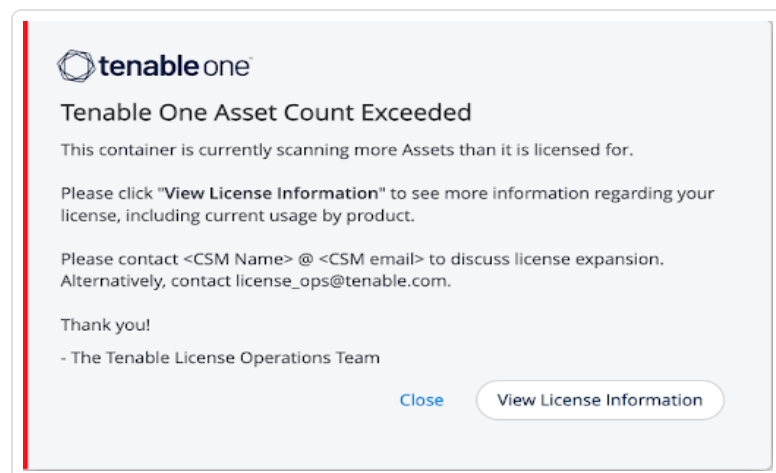 tenable one
Tenable One Asset Count Exceeded
This container is currently scanning more Assets than it is licensed for.
Please click "View License Information" to see more information regarding your
license, including current usage by product.
Please contact <CSM Name> @ <CSM email> to discuss license expansion.
Alternatively, contact license_ops@tenable.com.
Thank you!
- The Tenable License Operations Team
Close
View License Information